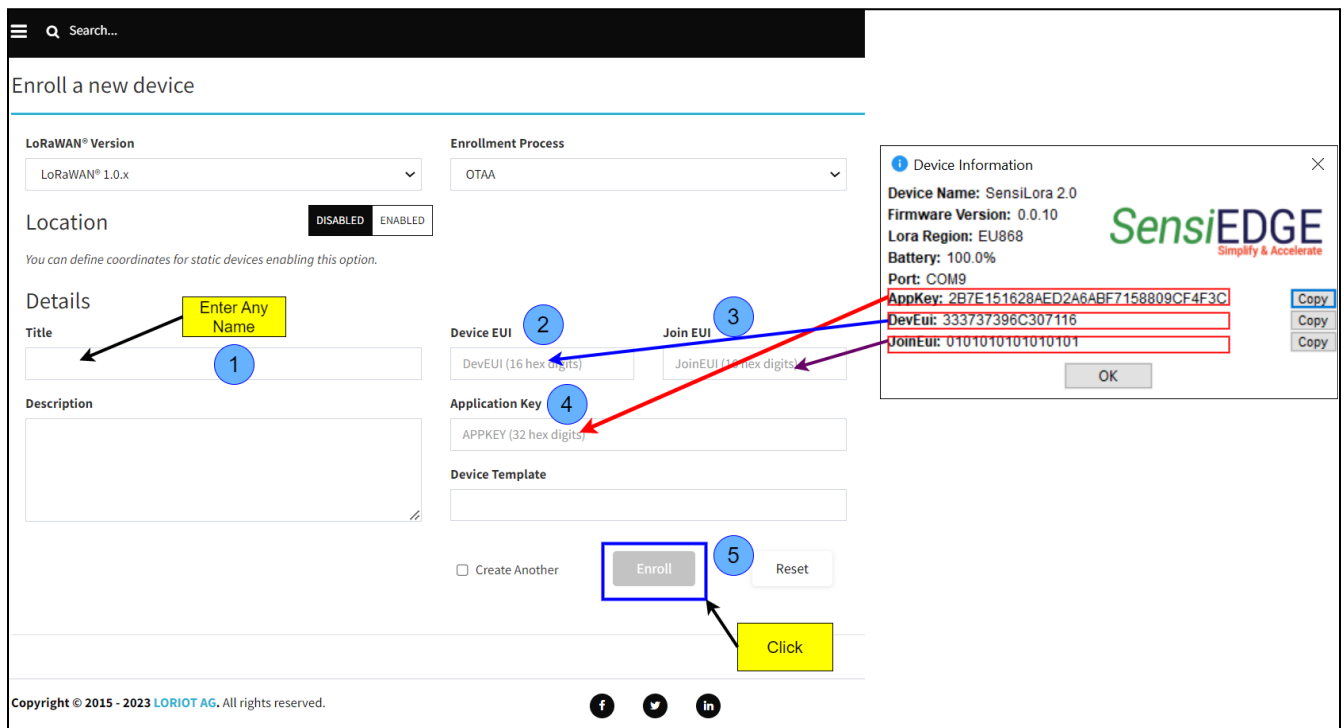 Search...
Enroll a new device
LoRaWAN® Version
Enrollment Process
LoRaWAN® 1.0.x
OTAA
Location
DISABLED ENABLED
You can define coordinates for static devices enabling this option.
Details
Enter Any
Name
Title
1
Device EUI
2
Join EUI
3
DevEUI (16 hex digits)
JoinEUI (16 hex digits)
Description
Application Key
4
APPKEY (32 hex digits)
Device Template
Create Another
Enroll
5
Reset
Click
Copyright © 2015 - 2023 LORIOT AG. All rights reserved.
Device Information
Device Name: SensiLora 2.0
Firmware Version: 0.0.10
Lora Region: EU868
Battery: 100.0%
Port: COM9
SensiEDGE
Simplify & Accelerate
AppKey: 2B7E151628AED2A6ABF7158809CF4F3C
Copy
DevEui: 333737396C307116
Copy
JoinEui: 0101010101010101
Copy
OK